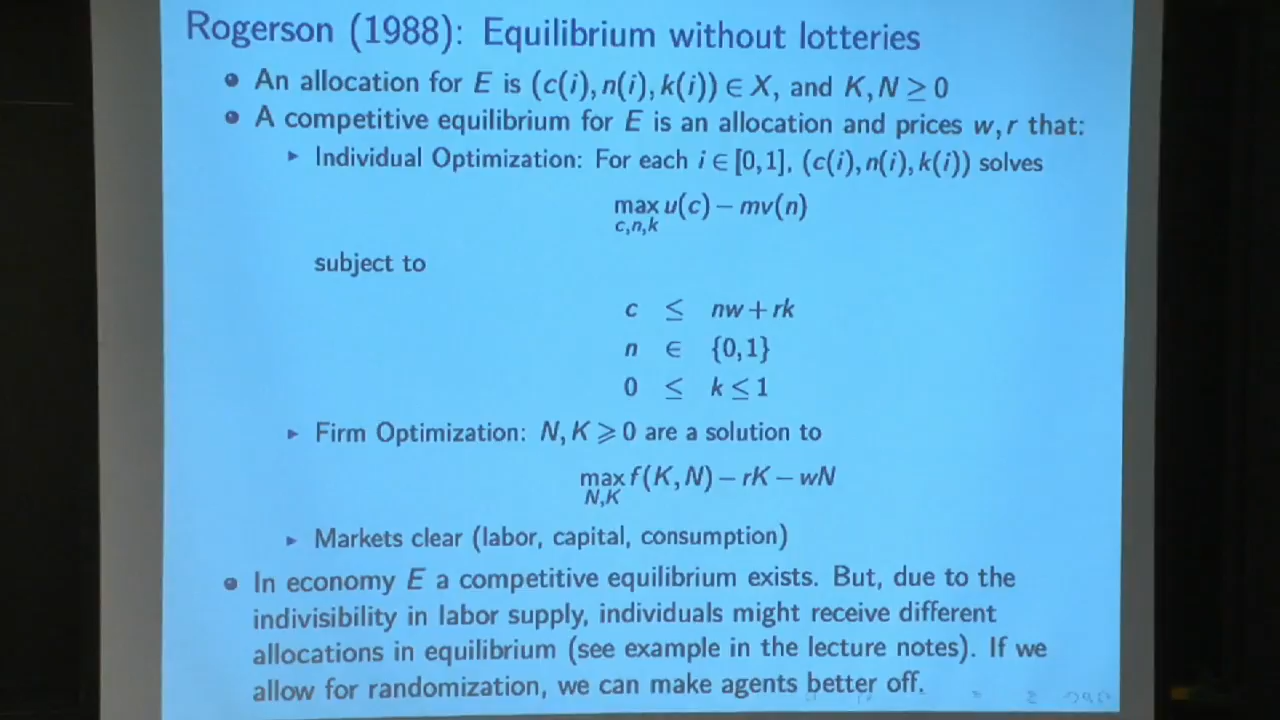 Rogerson (1988): Equilibrium without lotteries
• An allocation for E is (c(i), n(i), k(i)) ∈ X, and K, N ≥ 0
• A competitive equilibrium for E is an allocation and prices w, r that:
▸ Individual Optimization: For each i ∈ [0, 1], (c(i), n(i), k(i)) solves
max u(c) − mv(n)
c,n,k
subject to
c ≤ nw + rk
n ∈ {0, 1}
0 ≤ k ≤ 1
▸ Firm Optimization: N, K ⩾ 0 are a solution to
max f(K, N) − rK − wN
N,K
▸ Markets clear (labor, capital, consumption)
• In economy E a competitive equilibrium exists. But, due to the
indivisibility in labor supply, individuals might receive different
allocations in equilibrium (see example in the lecture notes). If we
allow for randomization, we can make agents better off.